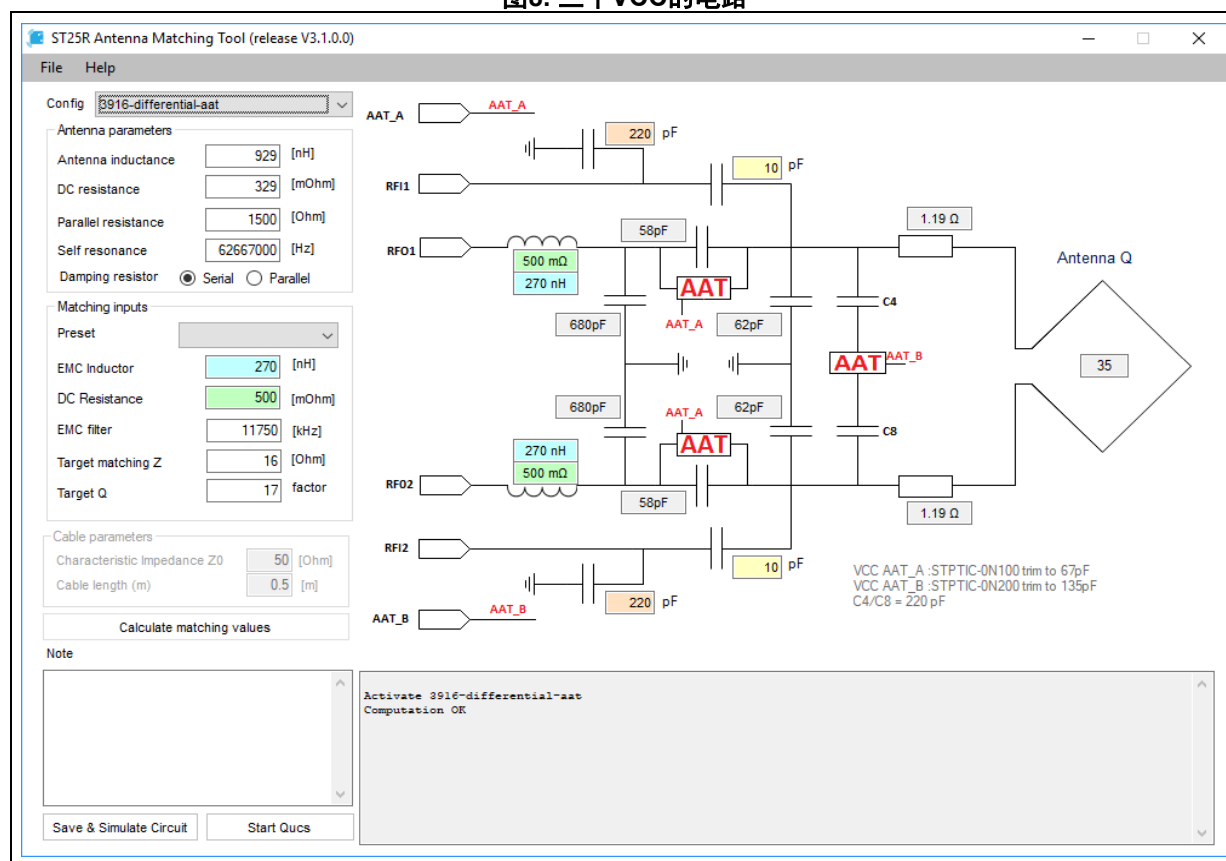 ST25R Antenna Matching Tool (release V3.1.0.0)
File Help
Config 3916-differential-aat
Antenna parameters
Antenna inductance 929 [nH]
DC resistance 329 [mOhm]
Parallel resistance 1500 [Ohm]
Self resonance 62667000 [Hz]
Damping resistor Serial Parallel
Matching inputs
Preset
EMC Inductor 270 [nH]
DC Resistance 500 [mOhm]
EMC filter 11750 [kHz]
Target matching Z 16 [Ohm]
Target Q 17 factor
Cable parameters
Characteristic Impedance Z0 50 [Ohm]
Cable length (m) 0.5 [m]
Calculate matching values
Note
Save & Simulate Circuit Start Qucs
AAT_A AAT_A
220 pF
10 pF
RFI1
RFO1
58pF
1.19 Ω
500 mΩ
270 nH
AAT
AAT_A
680pF
62pF
C4
AAT AAT_B
Antenna Q
35
680pF
AAT_A
62pF
C8
270 nH
500 mΩ
AAT
RFO2
58pF
1.19 Ω
RFI2
10 pF
220 pF
AAT_B AAT_B
VCC AAT_A :STPTIC-0N100 trim to 67pF
VCC AAT_B :STPTIC-0N200 trim to 135pF
C4/C8 = 220 pF
Activate 3916-differential-aat
Computation OK